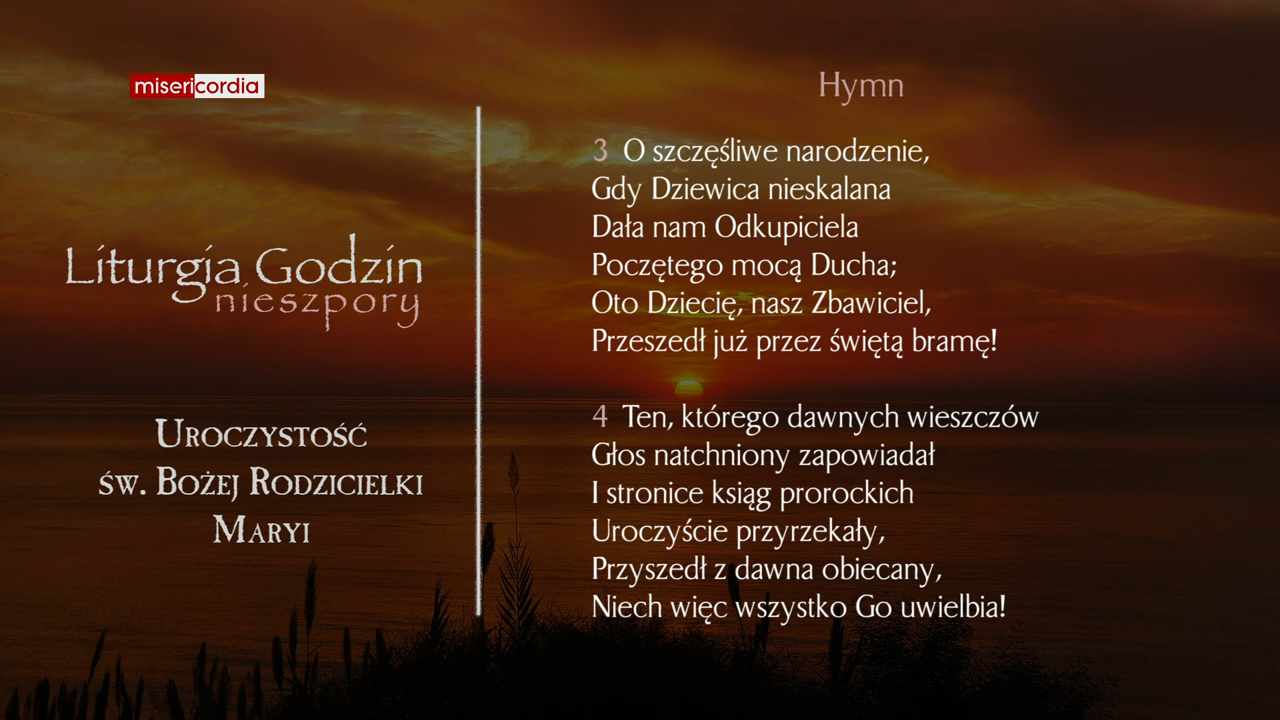 misericordia
Liturgia Godzin
nieszpory
Uroczystość
św. Bożej Rodzicielki
Maryi
Hymn
3 O szczęśliwe narodzenie,
Gdy Dziewica nieskalana
Dała nam Odkupiciela
Poczętego mocą Ducha;
Oto Dziecię, nasz Zbawiciel,
Przeszedł już przez świętą bramę!
4 Ten, którego dawnych wieszczów
Głos natchniony zapowiadał
I stronice ksiąg prorockich
Uroczyście przyrzekały,
Przyszedł z dawna obiecany,
Niech więc wszystko Go uwielbia!